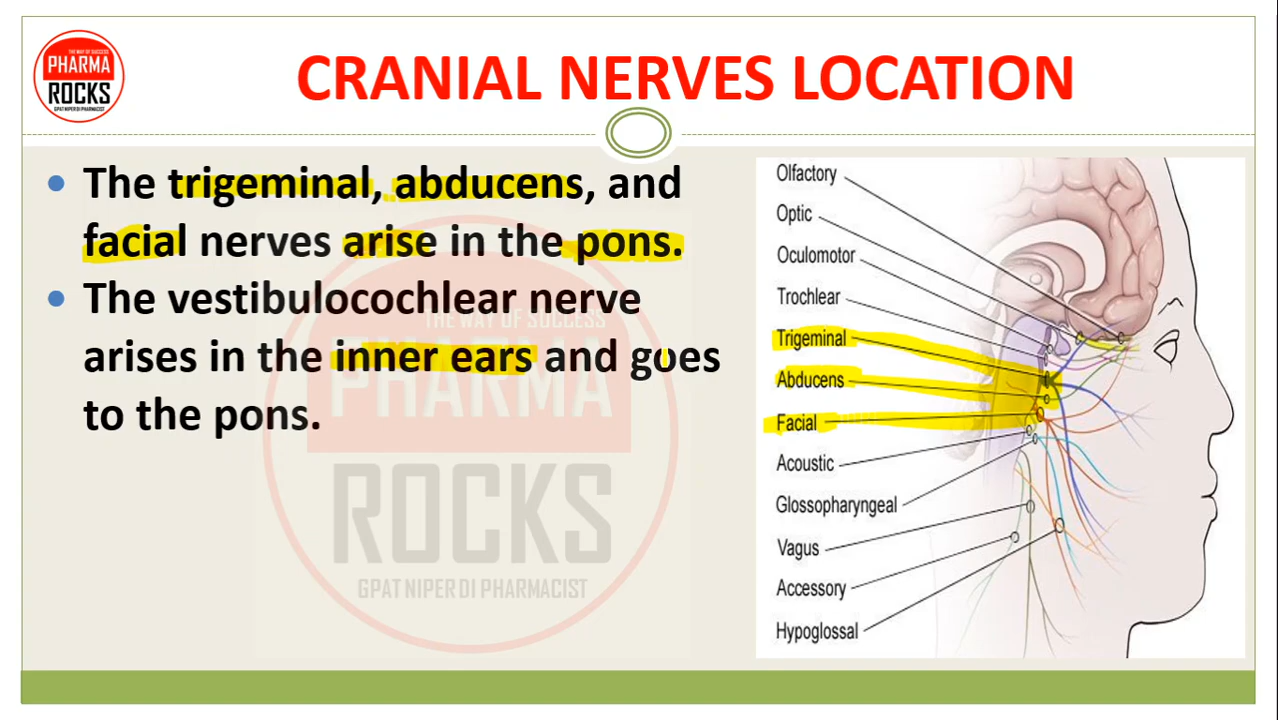 THE WAY OF SUCCESS
PHARMA
ROCKS
GPAT NIPER DI PHARMACIST
CRANIAL NERVES LOCATION
The trigeminal, abducens, and
facial nerves arise in the pons.
The vestibulocochlear nerve
arises in the inner ears and goes
to the pons.
THE WAY OF SUCCESS
PHARMA
ROCKS
GPAT NIPER DI PHARMACIST
Olfactory
Optic
Oculomotor
Trochlear
Trigeminal
Abducens
Facial
Acoustic
Glossopharyngeal
Vagus
Accessory
Hypoglossal